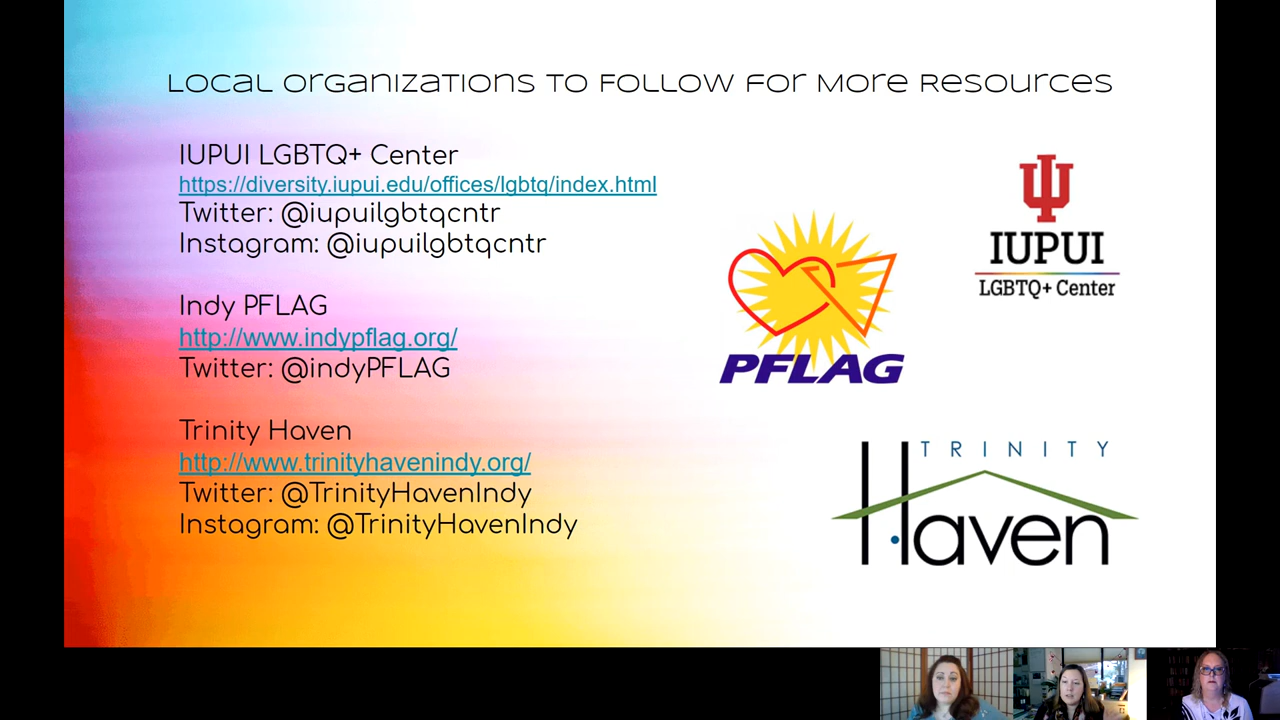 Local Organizations to Follow for More Resources
IUPUI LGBTQ+ Center
https://diversity.iupui.edu/offices/lgbtq/index.html
Twitter: @iupuilgbtqcntr
Instagram: @iupuilgbtqcntr
Indy PFLAG
http://www.indypflag.org/
Twitter: @indyPFLAG
Trinity Haven
http://www.trinityhavenindy.org/
Twitter: @TrinityHavenIndy
Instagram: @TrinityHavenIndy
PFLAG
IUPUI
LGBTQ+ Center
TRINITY
Haven